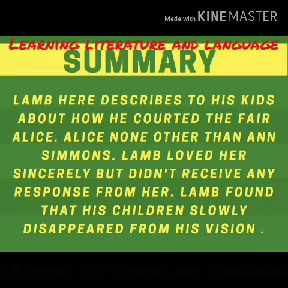 Made with KINEMASTER
LEARNING LITERATURE AND LANGUAGE
SUMMARY
LAMB HERE DESCRIBES TO HIS KIDS
ABOUT HOW HE COURTED THE FAIR
ALICE. ALICE NONE OTHER THAN ANN
SIMMONS. LAMB LOVED HER
SINCERELY BUT DIDN'T RECEIVE ANY
RESPONSE FROM HER. LAMB FOUND
THAT HIS CHILDREN SLOWLY
DISAPPEARED FROM HIS VISION .